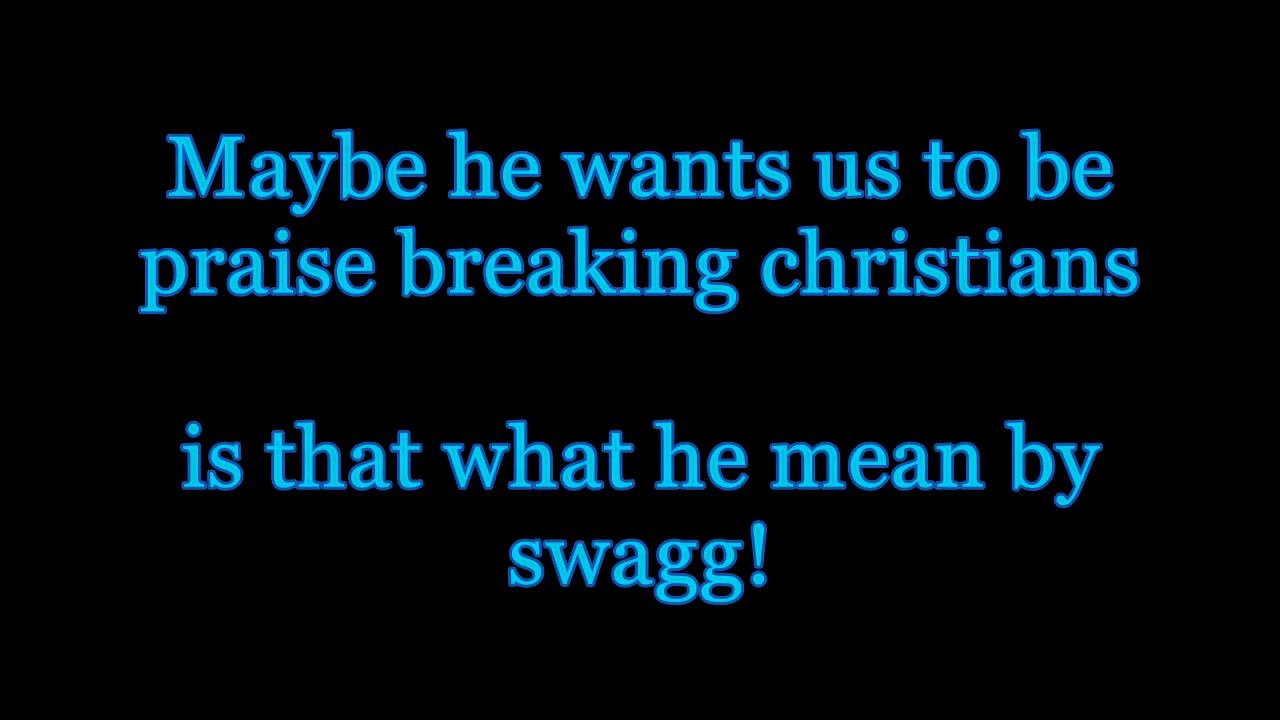 Maybe he wants us to be
praise breaking christians
is that what he mean by
swagg!